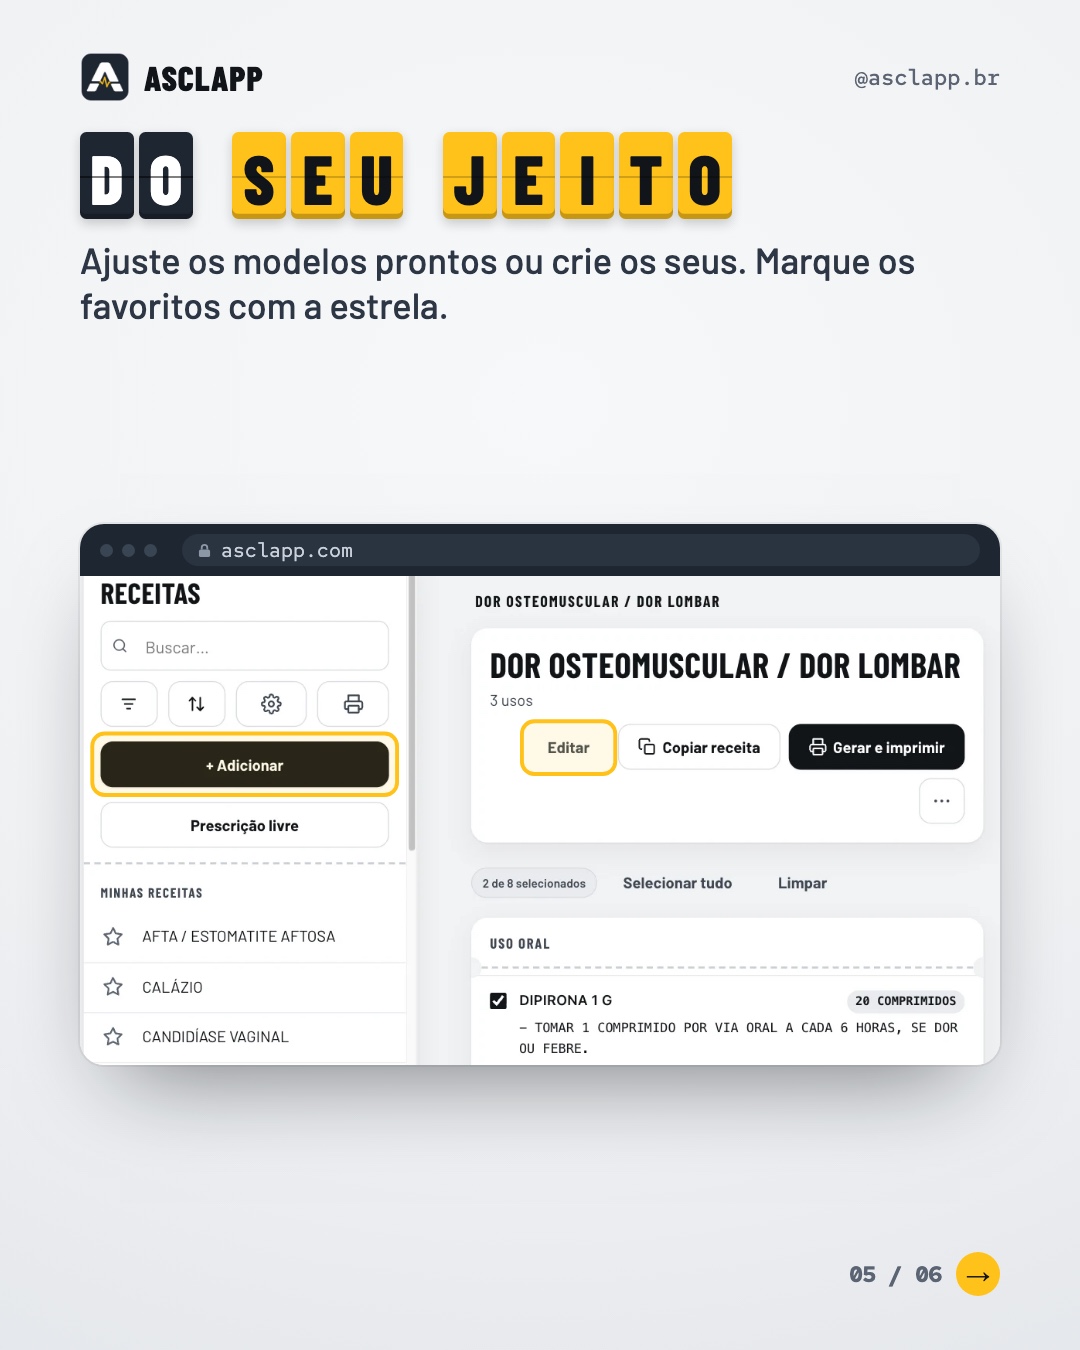 ASCLAPP
@asclapp.br
DO SEU JEITO
Ajuste os modelos prontos ou crie os seus. Marque os
favoritos com a estrela.
asclapp.com
RECEITAS
Buscar...
+ Adicionar
Prescrição livre
MINHAS RECEITAS
AFTA / ESTOMATITE AFTOSA
CALÁZIO
CANDIDÍASE VAGINAL
DOR OSTEOMUSCULAR / DOR LOMBAR
DOR OSTEOMUSCULAR / DOR LOMBAR
3 usos
Editar
Copiar receita
Gerar e imprimir
...
2 de 8 selecionados
Selecionar tudo
Limpar
USO ORAL
DIPIRONA 1 G
20 COMPRIMIDOS
– TOMAR 1 COMPRIMIDO POR VIA ORAL A CADA 6 HORAS, SE DOR
OU FEBRE.
05 / 06 →